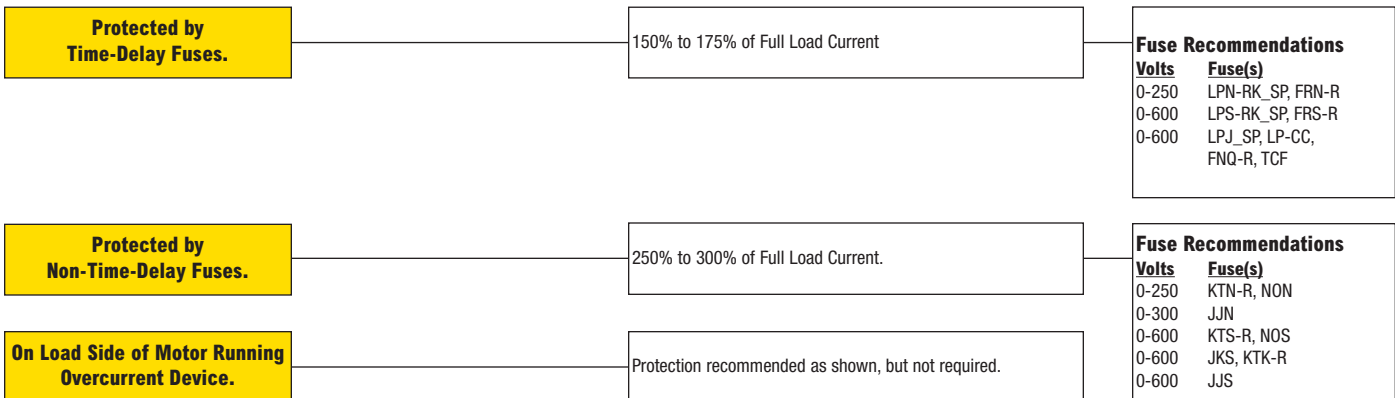 Protected by
Time-Delay Fuses.
150% to 175% of Full Load Current
Fuse Recommendations
Volts Fuse(s)
0-250 LPN-RK_SP, FRN-R
0-600 LPS-RK_SP, FRS-R
0-600 LPJ_SP, LP-CC,
FNQ-R, TCF
Protected by
Non-Time-Delay Fuses.
250% to 300% of Full Load Current.
Fuse Recommendations
Volts Fuse(s)
0-250 KTN-R, NON
0-300 JJN
0-600 KTS-R, NOS
0-600 JKS, KTK-R
0-600 JJS
On Load Side of Motor Running
Overcurrent Device.
Protection recommended as shown, but not required.